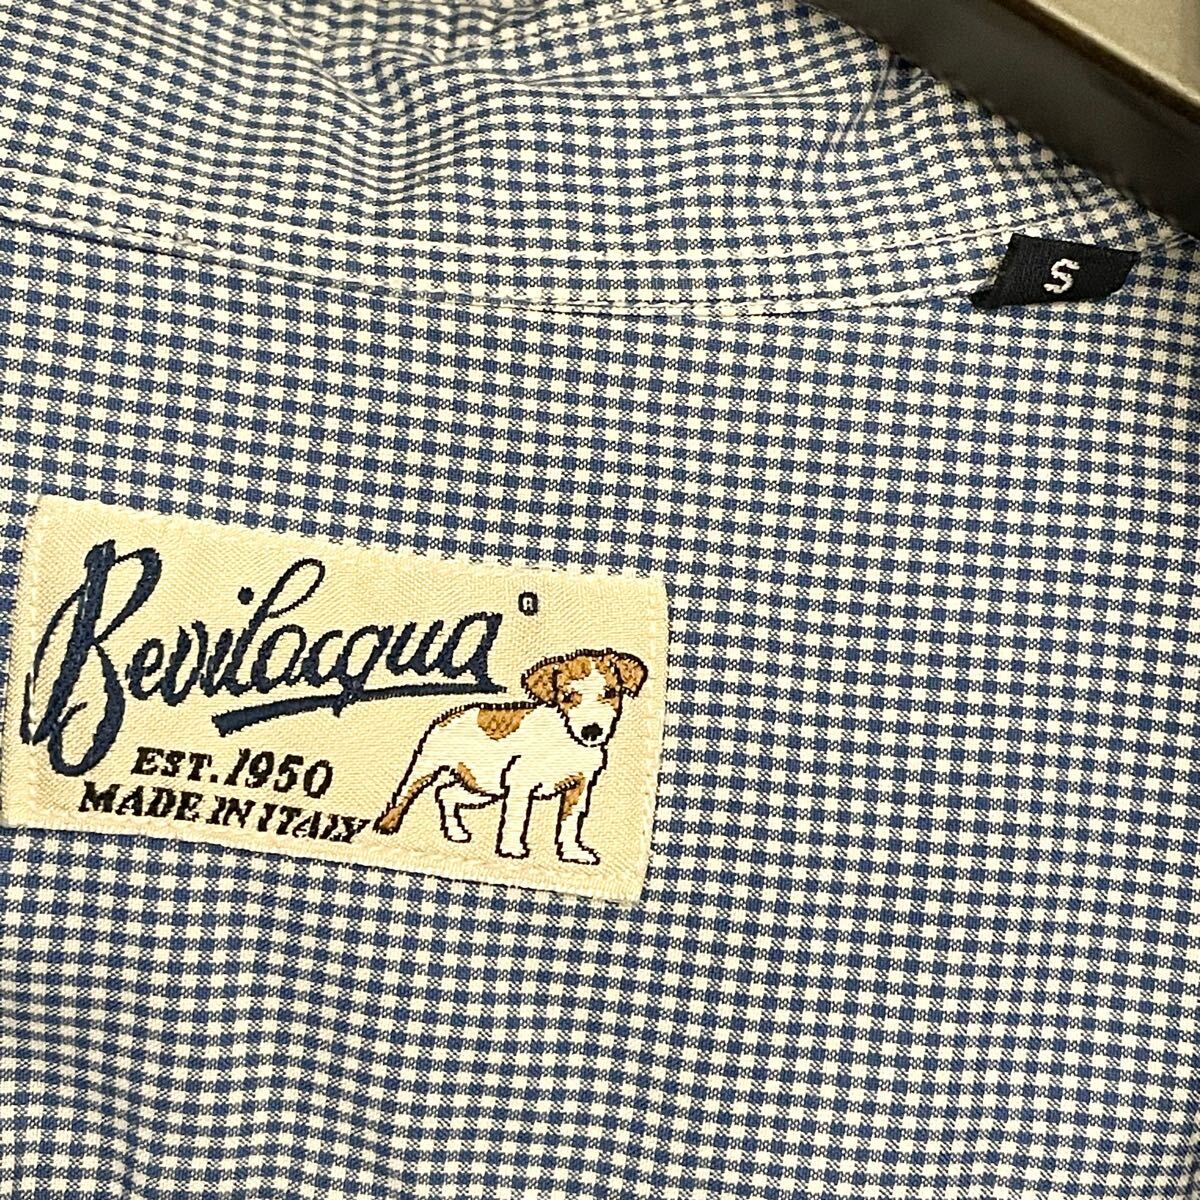 S
Bevilacqua ®
EST. 1950
MADE IN ITALY